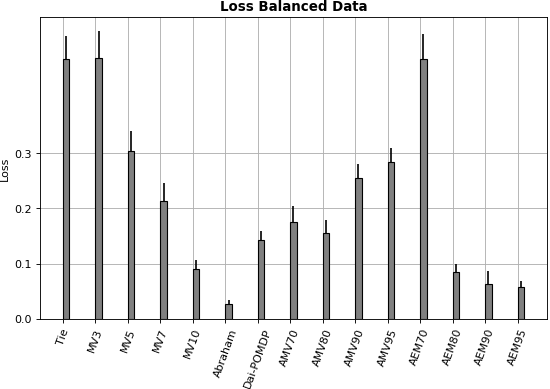 Loss Balanced Data
Loss
0.3
0.2
0.1
0.0
Tie
MV3
MV5
MV7
MV10
Abraham
Dai-POMDP
AMV70
AMV80
AMV90
AMV95
AEM70
AEM80
AEM90
AEM95